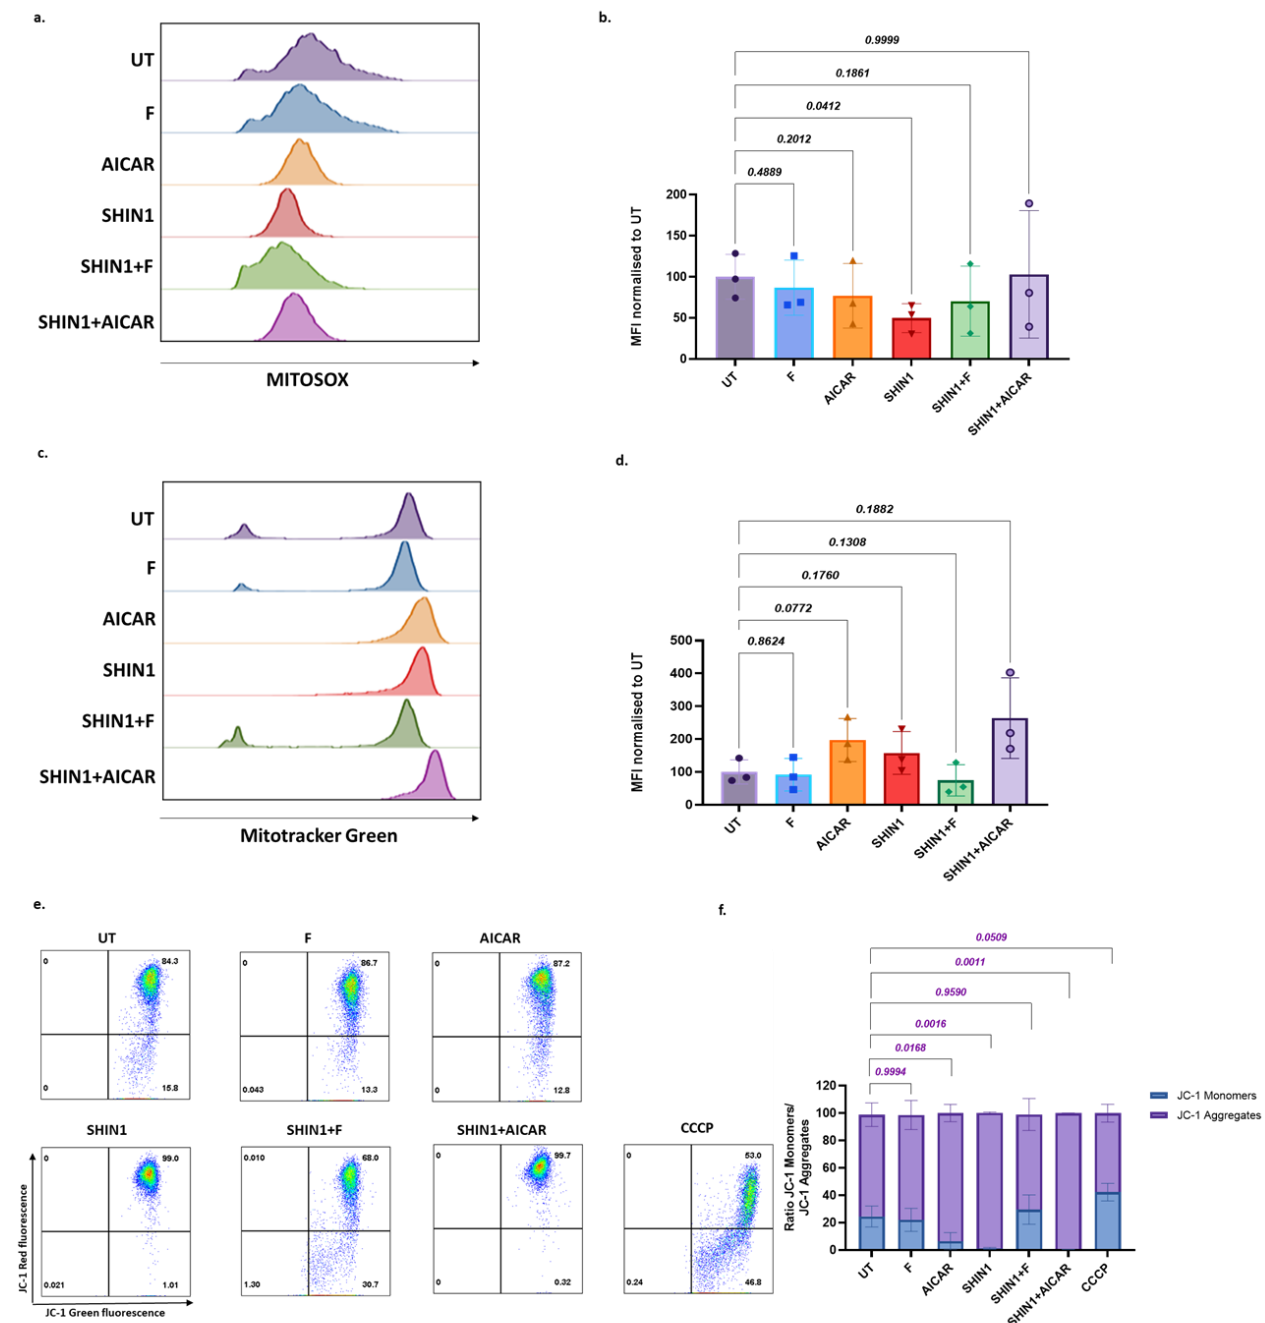 a.
UT
F
AICAR
SHIN1
SHIN1+F
SHIN1+AICAR
MITOSOX
b.
0.9999
0.1861
0.0412
0.2012
0.4889
MFI normalised to UT
200
150
100
50
0
UT
F
AICAR
SHIN1
SHIN1+F
SHIN1+AICAR
c.
UT
F
AICAR
SHIN1
SHIN1+F
SHIN1+AICAR
Mitotracker Green
d.
0.1882
0.1308
0.1760
0.0772
0.8624
MFI normalised to UT
500
400
300
200
100
0
UT
F
AICAR
SHIN1
SHIN1+F
SHIN1+AICAR
e.
UT
0
84.3
0
15.8
F
0
86.7
0.043
13.3
AICAR
0
87.2
0
12.8
SHIN1
0
99.0
0.021
1.01
SHIN1+F
0.010
68.0
1.30
30.7
SHIN1+AICAR
0
99.7
0
0.32
CCCP
0
53.0
0.24
46.8
JC-1 Red fluorescence
JC-1 Green fluorescence
f.
0.0509
0.0011
0.9590
0.0016
0.0168
0.9994
Ratio JC-1 Monomers/
JC-1 Aggregates
120
100
80
60
40
20
0
UT
F
AICAR
SHIN1
SHIN1+F
SHIN1+AICAR
CCCP
JC-1 Monomers
JC-1 Aggregates